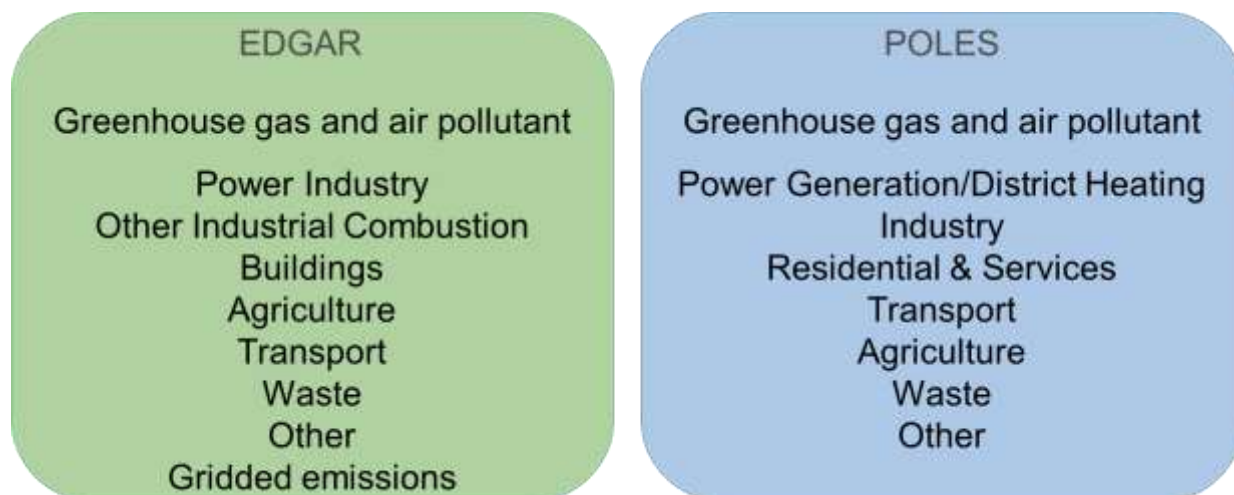 EDGAR
Greenhouse gas and air pollutant
Power Industry
Other Industrial Combustion
Buildings
Agriculture
Transport
Waste
Other
Gridded emissions
POLES
Greenhouse gas and air pollutant
Power Generation/District Heating
Industry
Residential & Services
Transport
Agriculture
Waste
Other